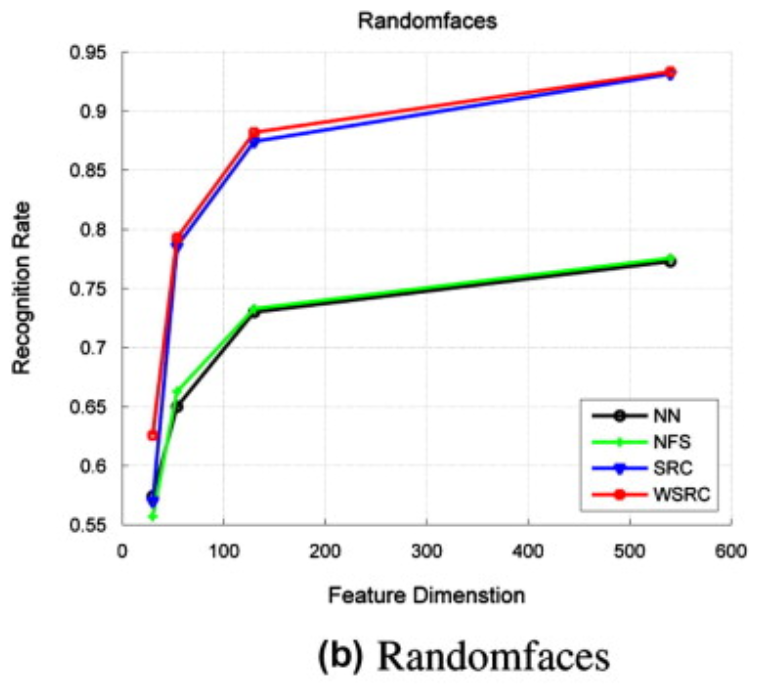 Randomfaces
0.95
0.9
0.85
0.8
0.75
0.7
0.65
0.6
0.55
Recognition Rate
NN
NFS
SRC
WSRC
0 100 200 300 400 500 600
Feature Dimenstion
(b) Randomfaces